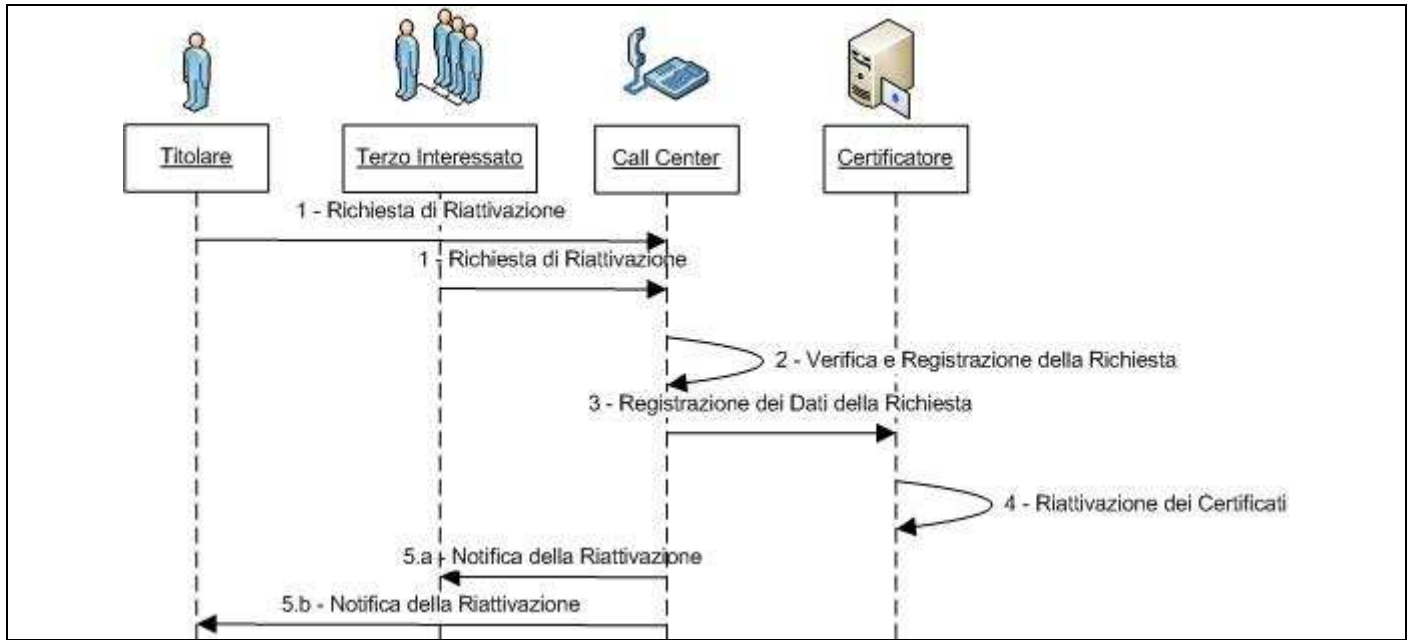 Titolare
Terzo Interessato
Call Center
Certificatore
1 - Richiesta di Riattivazione
1 - Richiesta di Riattivazione
2 - Verifica e Registrazione della Richiesta
3 - Registrazione dei Dati della Richiesta
4 - Riattivazione dei Certificati
5.a - Notifica della Riattivazione
5.b - Notifica della Riattivazione